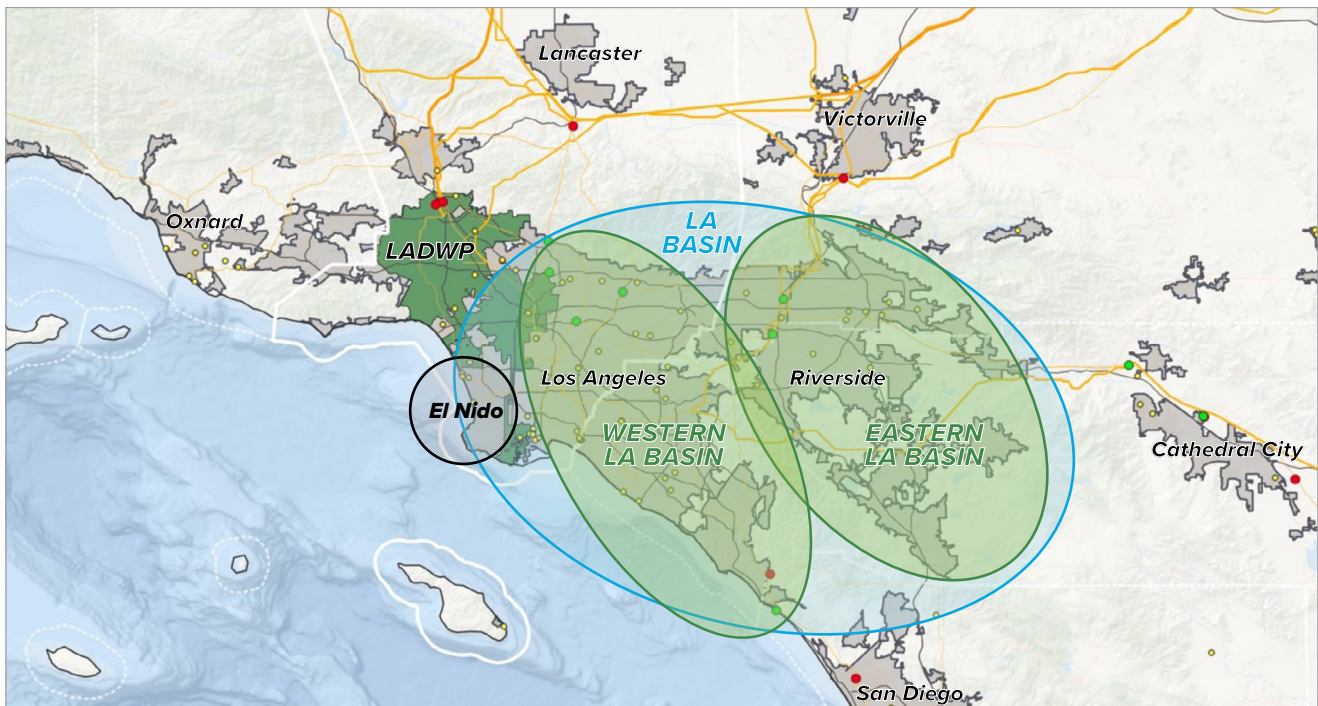 Lancaster
Victorville
Oxnard
LADWP
LA
BASIN
El Nido
Los Angeles
Riverside
WESTERN
LA BASIN
EASTERN
LA BASIN
Cathedral City
San Diego